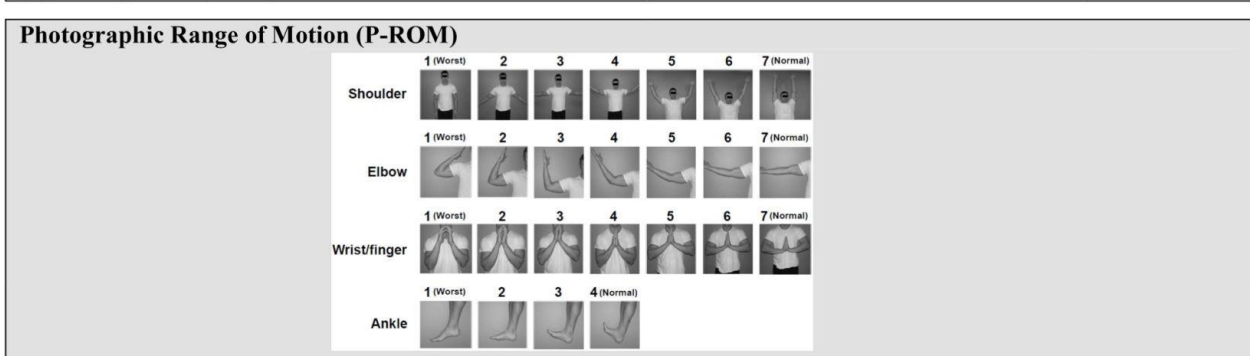 Photographic Range of Motion (P-ROM)
1 (Worst) 2 3 4 5 6 7 (Normal)
Shoulder
1 (Worst) 2 3 4 5 6 7 (Normal)
Elbow
1 (Worst) 2 3 4 5 6 7 (Normal)
Wrist/finger
1 (Worst) 2 3 4 (Normal)
Ankle